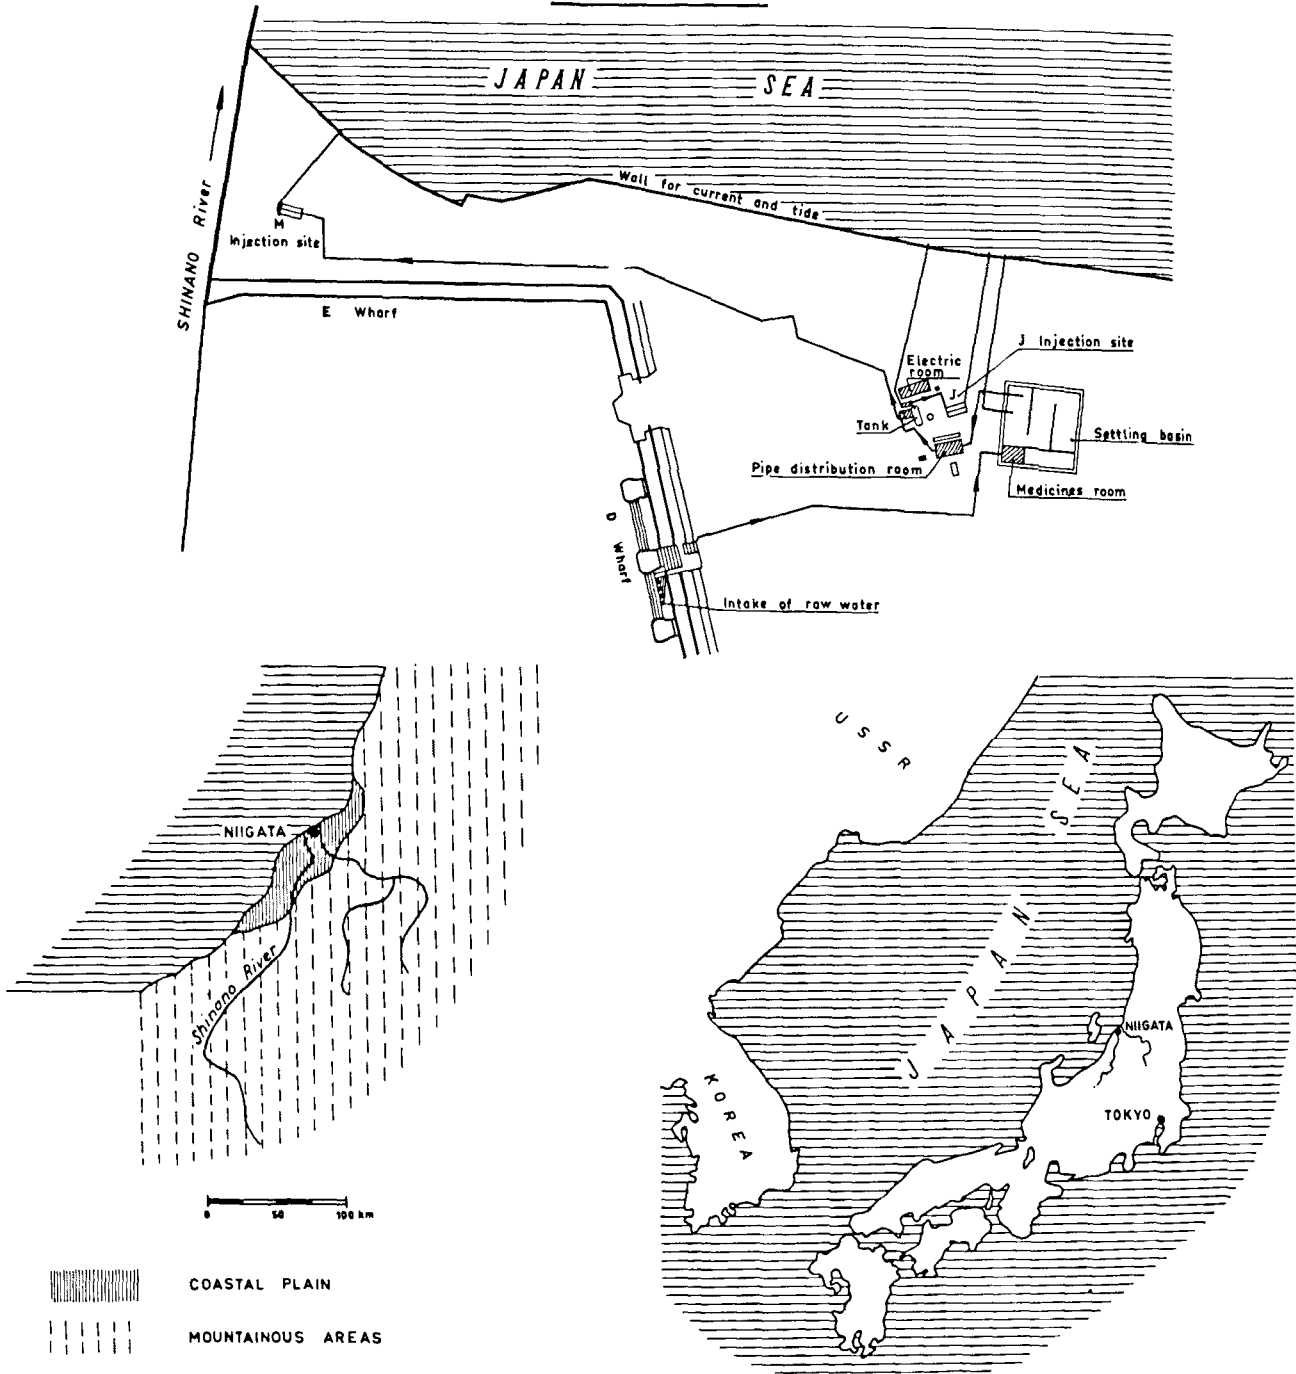 JAPAN SEA
Wall for current and tide
SHINANO River
M
Injection site
E Wharf
J Injection site
Electric
room
J
Tank
Settling basin
Pipe distribution room
Medicines room
D Wharf
Intake of raw water
USSR
JAPAN SEA
NIIGATA
Shinano River
NIIGATA
KOREA
TOKYO
0 50 100 km
COASTAL PLAIN
MOUNTAINOUS AREAS